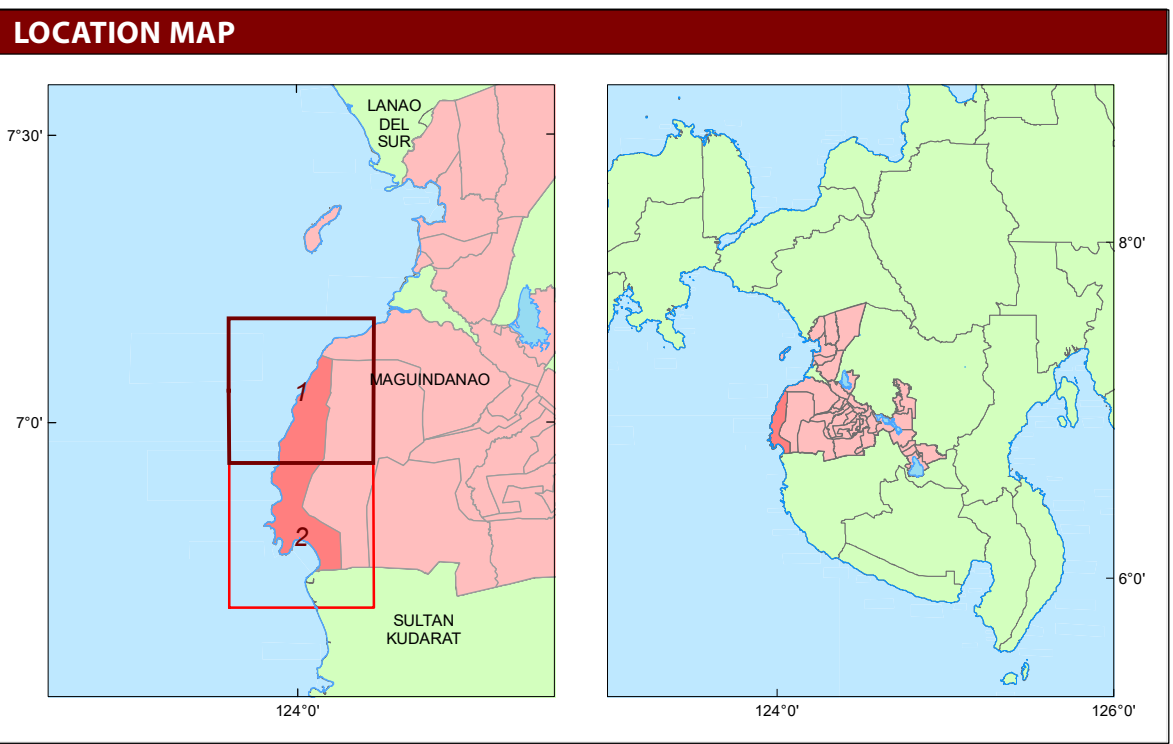 LOCATION MAP
LANAO
DEL
SUR
7°30'
MAGUINDANAO
1
7°0'
2
SULTAN
KUDARAT
124°0'
8°0'
6°0'
124°0'
126°0'